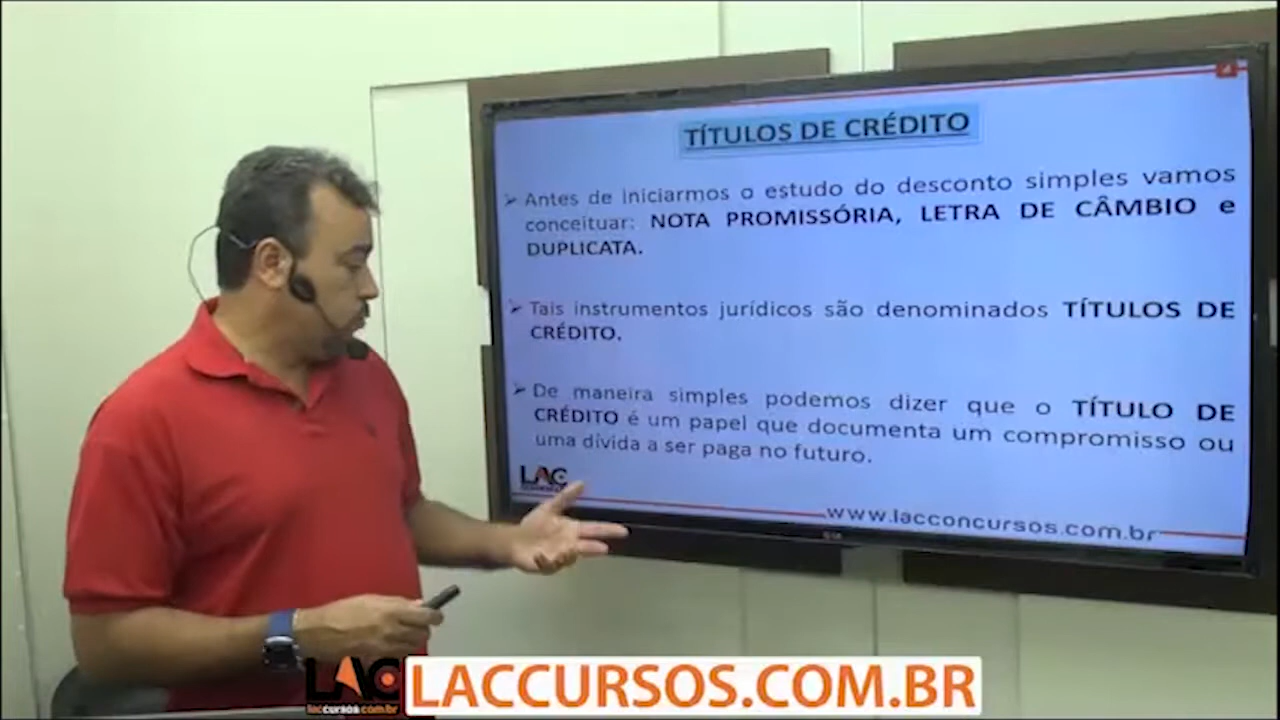 TÍTULOS DE CRÉDITO
➢ Antes de iniciarmos o estudo do desconto simples vamos
conceituar: NOTA PROMISSÓRIA, LETRA DE CÂMBIO e
DUPLICATA.
➢ Tais instrumentos jurídicos são denominados TÍTULOS DE
CRÉDITO.
➢ De maneira simples podemos dizer que o TÍTULO DE
CRÉDITO é um papel que documenta um compromisso ou
uma dívida a ser paga no futuro.
LAC
www.lacconcursos.com.br
LAC
laccursos.com.br
LACCURSOS.COM.BR